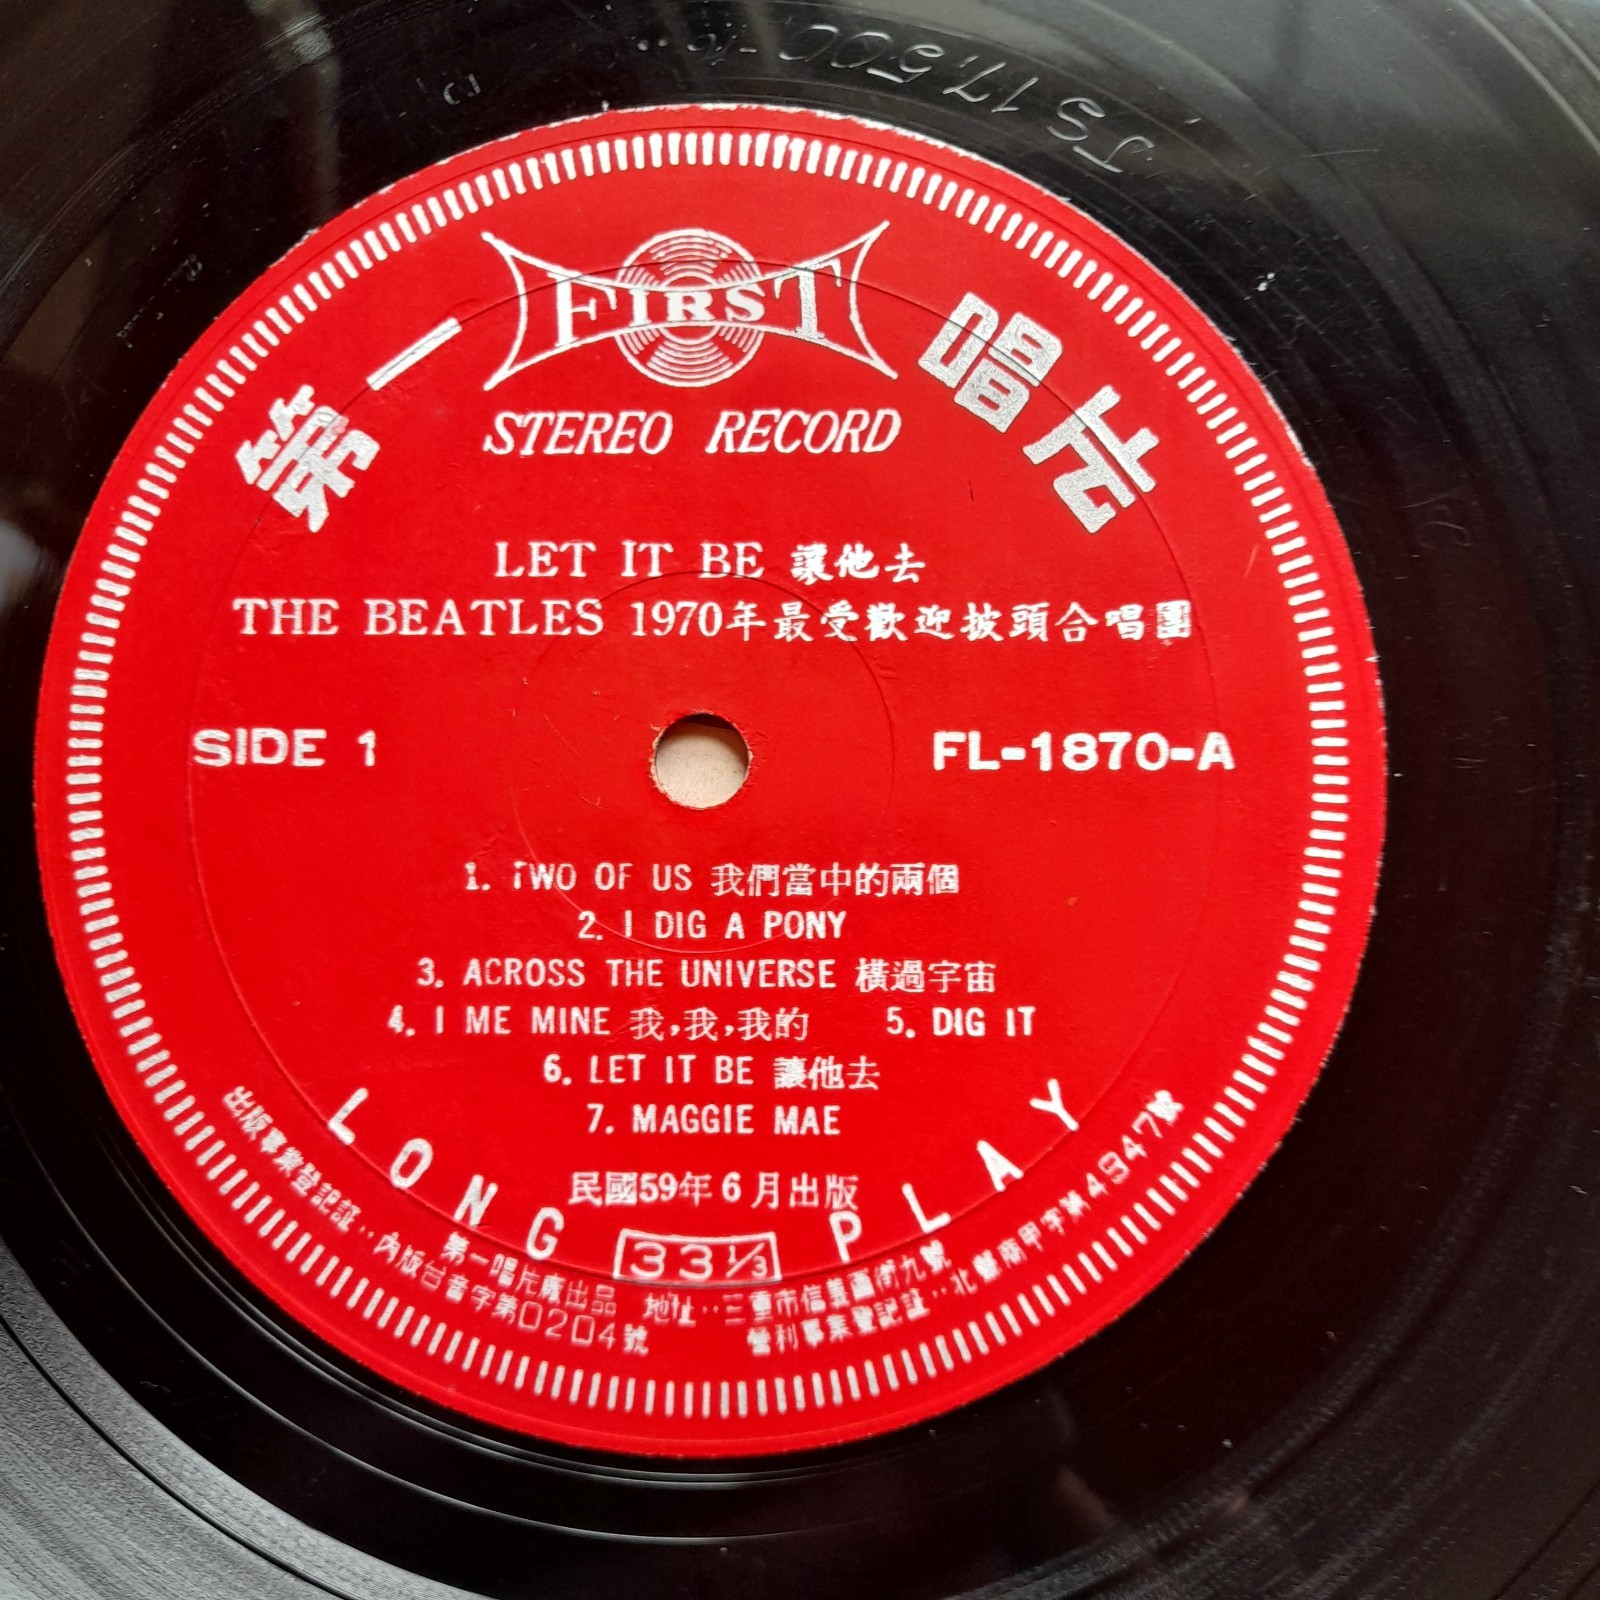 TS 17,500
FIRST
第一唱片
STEREO RECORD
LET IT BE 讓他去
THE BEATLES 1970年最受歡迎披頭合唱團
SIDE 1 FL-1870-A
1. TWO OF US 我們當中的兩個
2. I DIG A PONY
3. ACROSS THE UNIVERSE 橫過宇宙
4. I ME MINE 我,我,我的 5. DIG IT
6. LET IT BE 讓他去
7. MAGGIE MAE
民國59年6月出版
LONG PLAY
33 1/3
第一唱片廠出品 地址:三重市信義西街九號
出版事業登記証:內版台音字第0204號 營利事業登記証:北營商甲字第4947號